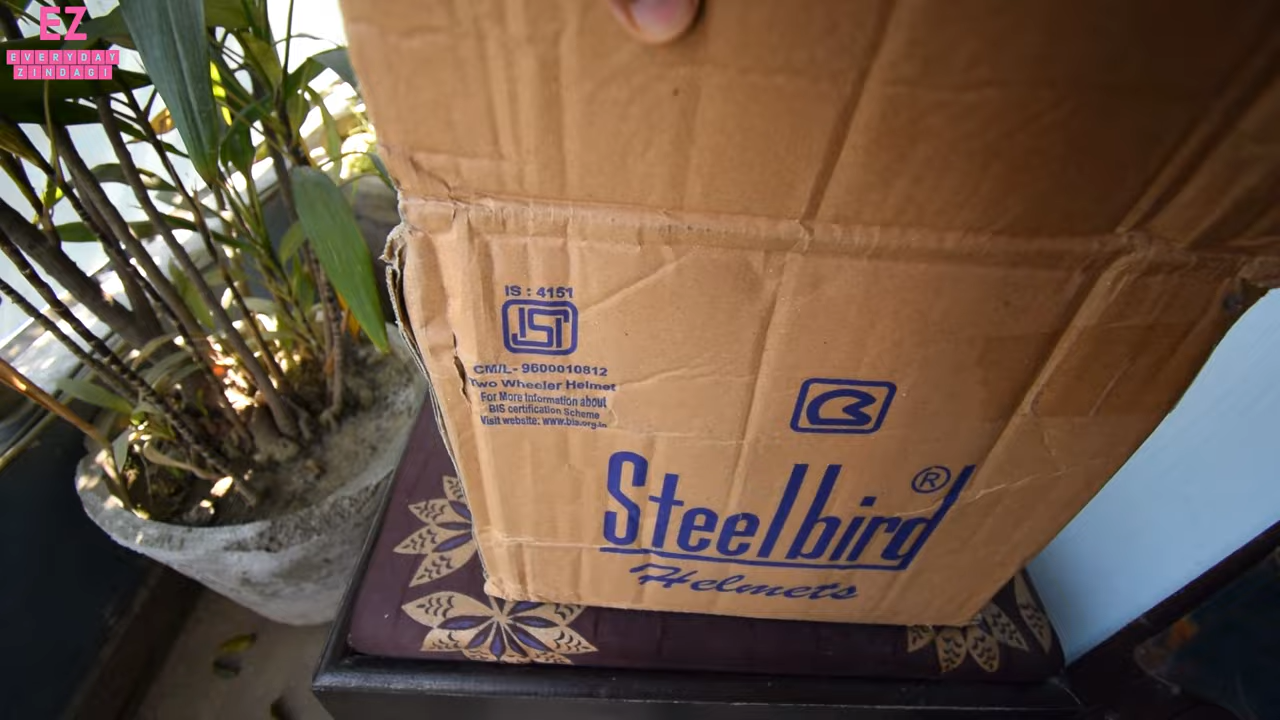 EZ
EVERYDAY
ZINDAGI
IS : 4151
ISI
CM/L- 9600010812
Two Wheeler Helmet
For More Information about
BIS certification Scheme
Visit website: www.bis.org.in
Steelbird®
Helmets